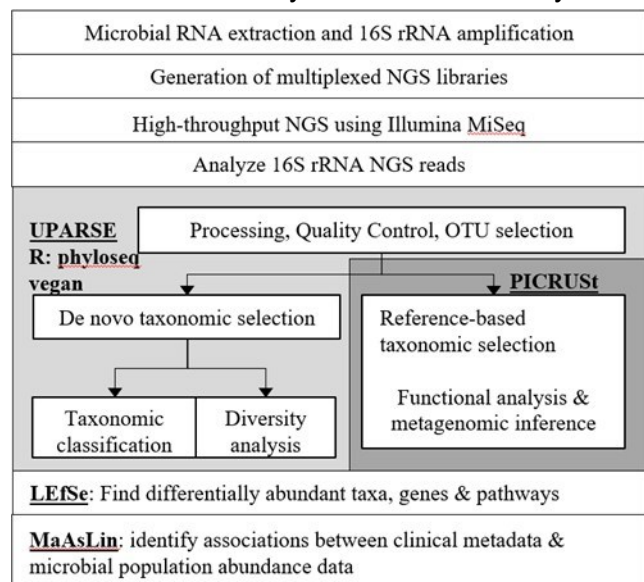 Microbial RNA extraction and 16S rRNA amplification
Generation of multiplexed NGS libraries
High-throughput NGS using Illumina MiSeq
Analyze 16S rRNA NGS reads
UPARSE
R: phyloseq
vegan
Processing, Quality Control, OTU selection
PICRUSt
De novo taxonomic selection
Reference-based
taxonomic selection
Functional analysis &
metagenomic inference
Taxonomic
classification
Diversity
analysis
LEfSe: Find differentially abundant taxa, genes & pathways
MaAsLin: identify associations between clinical metadata &
microbial population abundance data